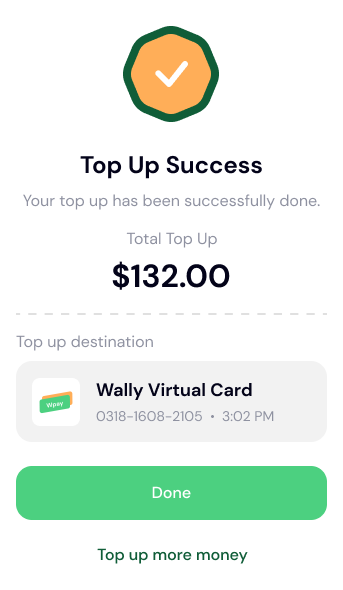 Top Up Success
Your top up has been successfully done.
Total Top Up
$132.00
Top up destination
Wpay
Wally Virtual Card
0318-1608-2105 • 3:02 PM
Done
Top up more money